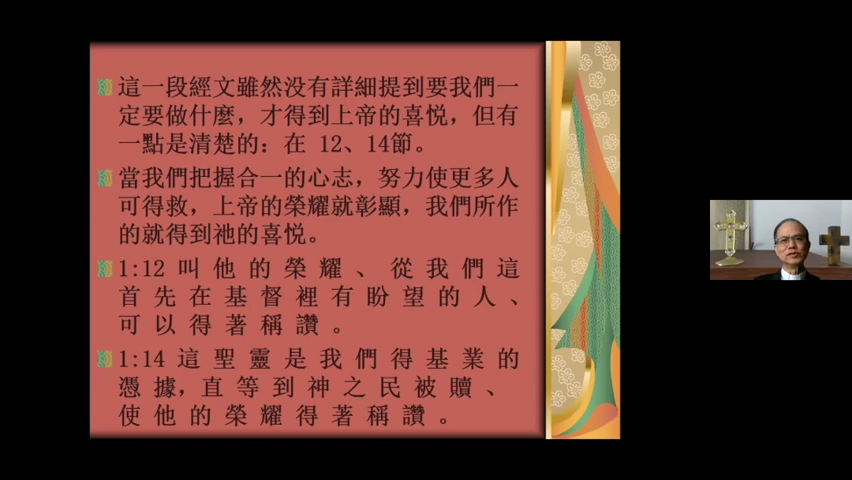 這一段經文雖然没有詳細提到要我們一
定要做什麼，才得到上帝的喜悦，但有
一點是清楚的：在 12、14節。
當我們把握合一的心志，努力使更多人
可得救，上帝的榮耀就彰顯，我們所作
的就得到祂的喜悦。
1:12 叫他的榮耀、從我們這
首先在基督裡有盼望的人、
可以得著稱讚。
1:14 這聖靈是我們得基業的
憑據，直等到神之民被贖、
使他的榮耀得著稱讚。